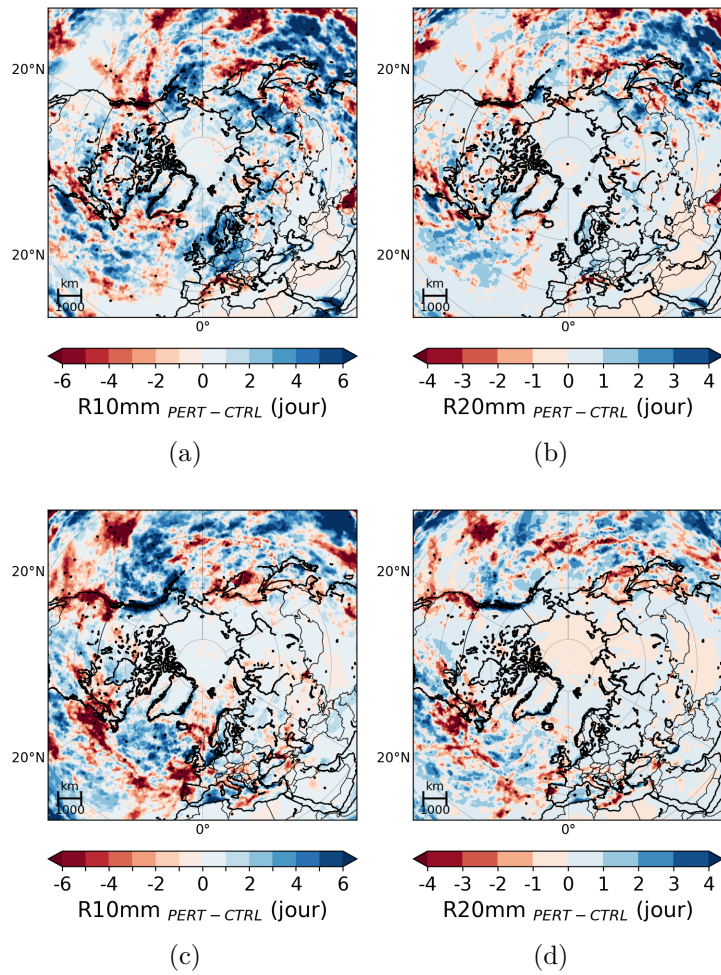 20°N 20°N
20°N 20°N
km km
1000 1000
0° 0°
-6 -4 -2 0 2 4 6 -4 -3 -2 -1 0 1 2 3 4
R10mm PERT − CTRL (jour) R20mm PERT − CTRL (jour)
(a) (b)
20°N 20°N
20°N 20°N
km km
1000 1000
0° 0°
-6 -4 -2 0 2 4 6 -4 -3 -2 -1 0 1 2 3 4
R10mm PERT − CTRL (jour) R20mm PERT − CTRL (jour)
(c) (d)